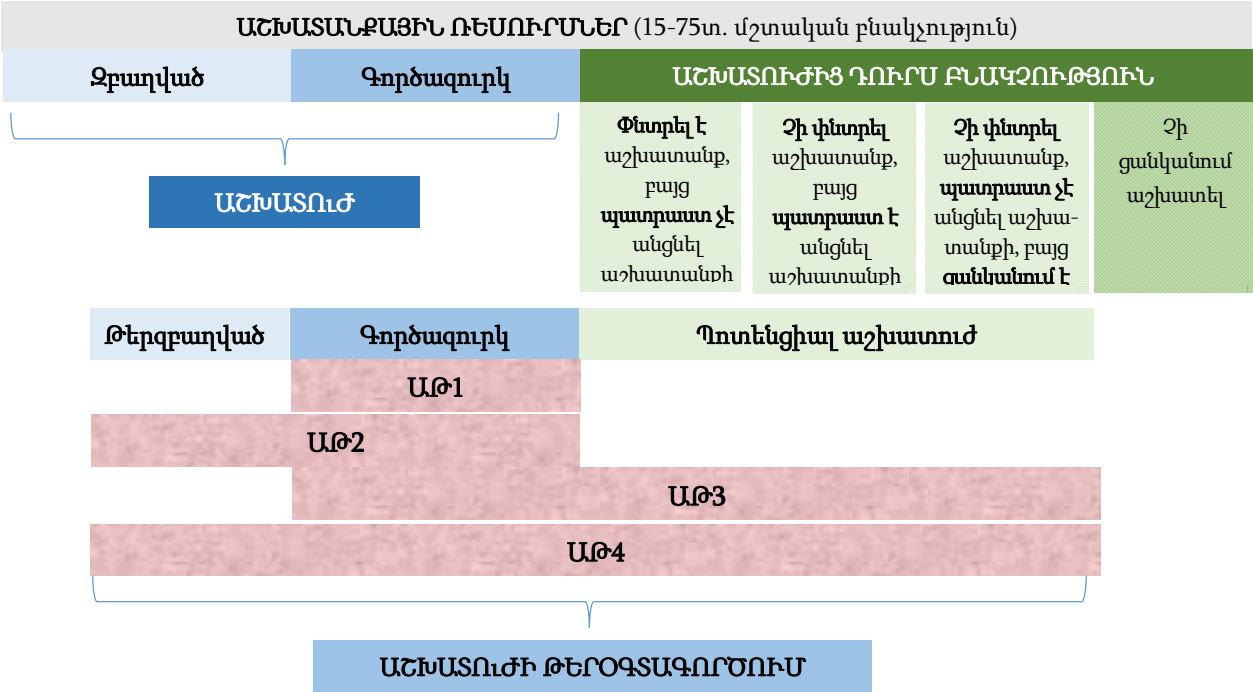 ԱՇԽԱՏԱՆՔԱՅԻՆ ՌԵՍՈՒՐՍՆԵՐ (15-75տ. մշտական բնակչություն)
Զբաղված
Գործազուրկ
ԱՇԽԱՏՈՒԺԻՑ ԴՈՒՐՍ ԲՆԱԿՉՈՒԹՅՈՒՆ
ԱՇԽԱՏՈւԺ
Փնտրել է
աշխատանք,
բայց
պատրաստ չէ
անցնել
աշխատանքի
Չի փնտրել
աշխատանք,
բայց
պատրաստ է
անցնել
աշխատանքի
Չի փնտրել
աշխատանք,
պատրաստ չէ
անցնել աշխա-
տանքի, բայց
ցանկանում է
Չի
ցանկանում
աշխատել
Թերզբաղված
Գործազուրկ
Պոտենցիալ աշխատուժ
ԱԹ1
ԱԹ2
ԱԹ3
ԱԹ4
ԱՇԽԱՏՈւԺԻ ԹԵՐՕԳՏԱԳՈՐԾՈՒՄ